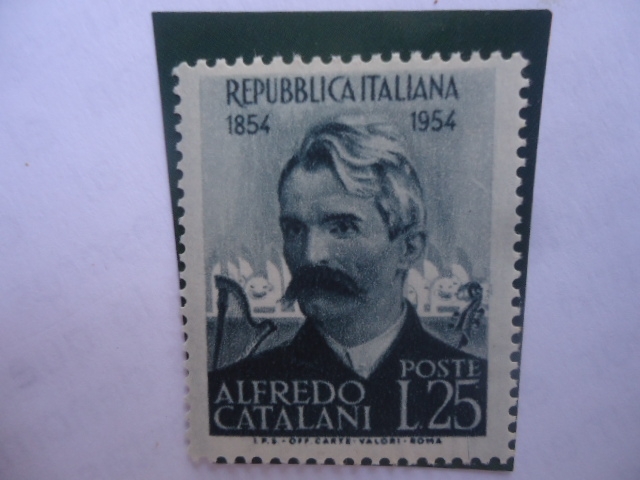 REPUBBLICA ITALIANA
1854 1954
POSTE
ALFREDO
CATALANI L.25
I.P.S - OFF. CARTE - VALORI - ROMA